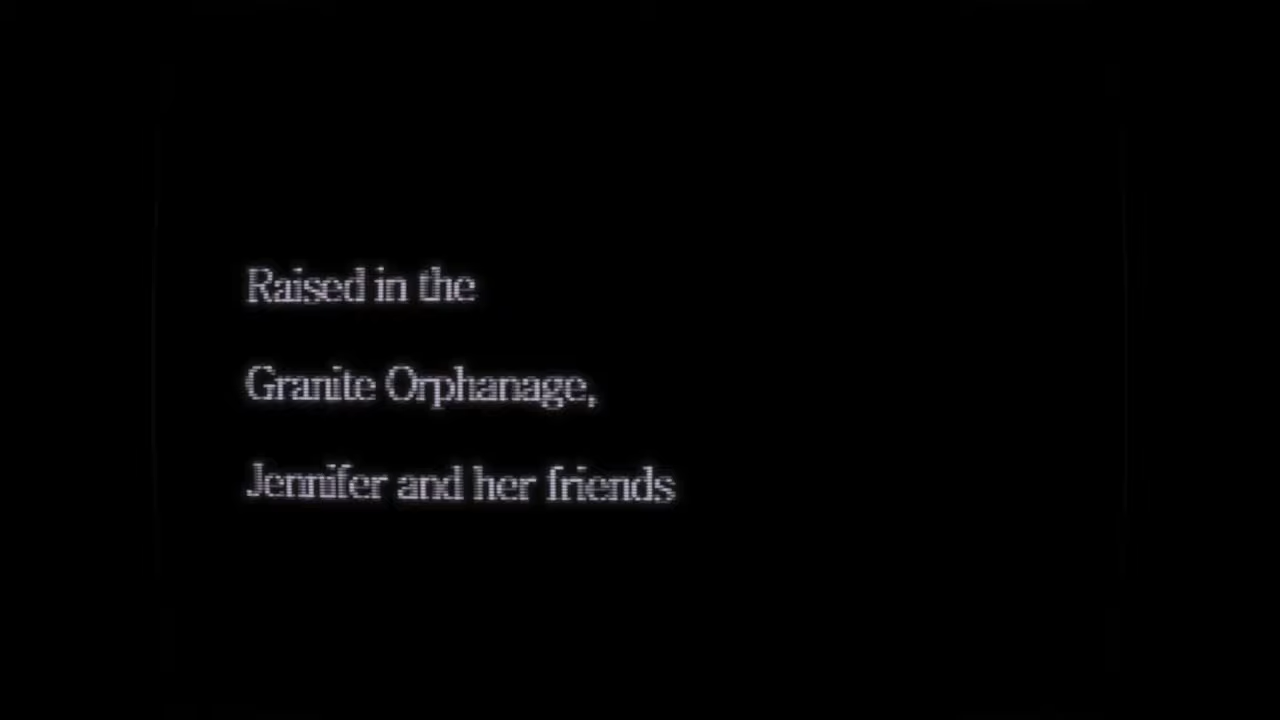 Raised in the
Granite Orphanage,
Jennifer and her friends